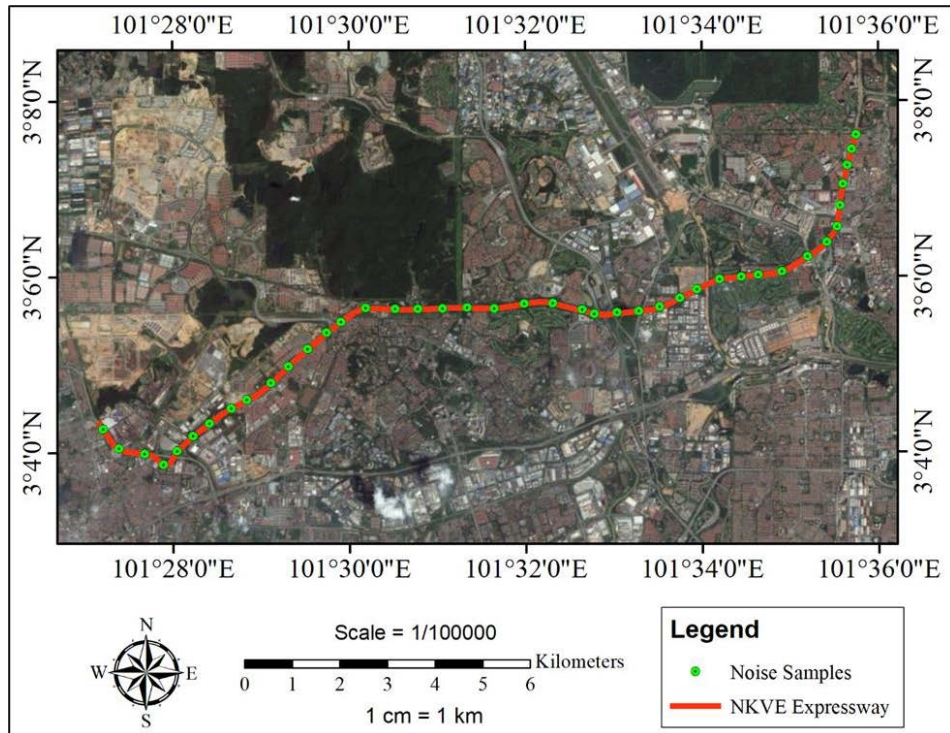 101°28'0"E 101°30'0"E 101°32'0"E 101°34'0"E 101°36'0"E
3°8'0"N 3°8'0"N
3°6'0"N 3°6'0"N
3°4'0"N 3°4'0"N
101°28'0"E 101°30'0"E 101°32'0"E 101°34'0"E 101°36'0"E
N
W E
S
Scale = 1/100000
Kilometers
0 1 2 3 4 5 6
1 cm = 1 km
Legend
Noise Samples
NKVE Expressway